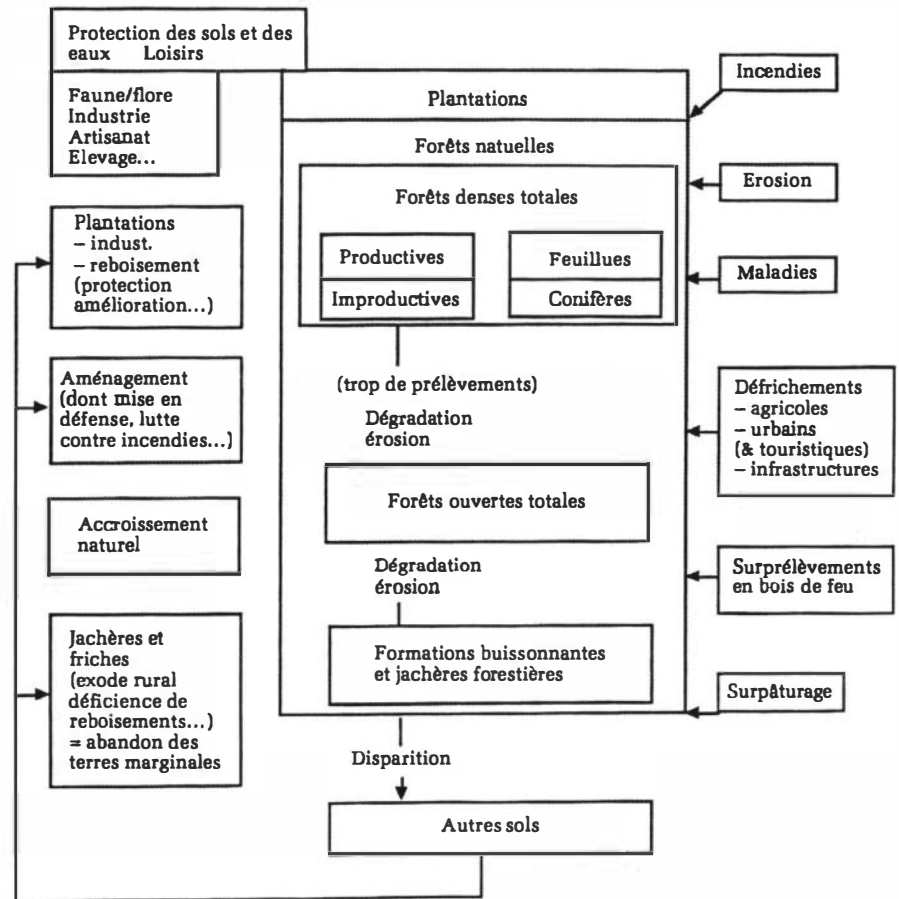 Protection des sols et des
eaux Loisirs
Faune/flore
Industrie
Artisanat
Elevage...
Plantations
– indust.
– reboisement
(protection
amélioration...)
Aménagement
(dont mise en
défense, lutte
contre incendies...)
Accroissement
naturel
Jachères et
friches
(exode rural
déficience de
reboisements...)
= abandon des
terres marginales
Plantations
Forêts natuelles
Forêts denses totales
Productives
Improductives
Feuillues
Conifères
(trop de prélèvements)
Dégradation
érosion
Forêts ouvertes totales
Dégradation
érosion
Formations buissonnantes
et jachères forestières
Disparition
Autres sols
Incendies
Erosion
Maladies
Défrichements
– agricoles
– urbains
(& touristiques)
– infrastructures
Surprélèvements
en bois de feu
Surpâturage